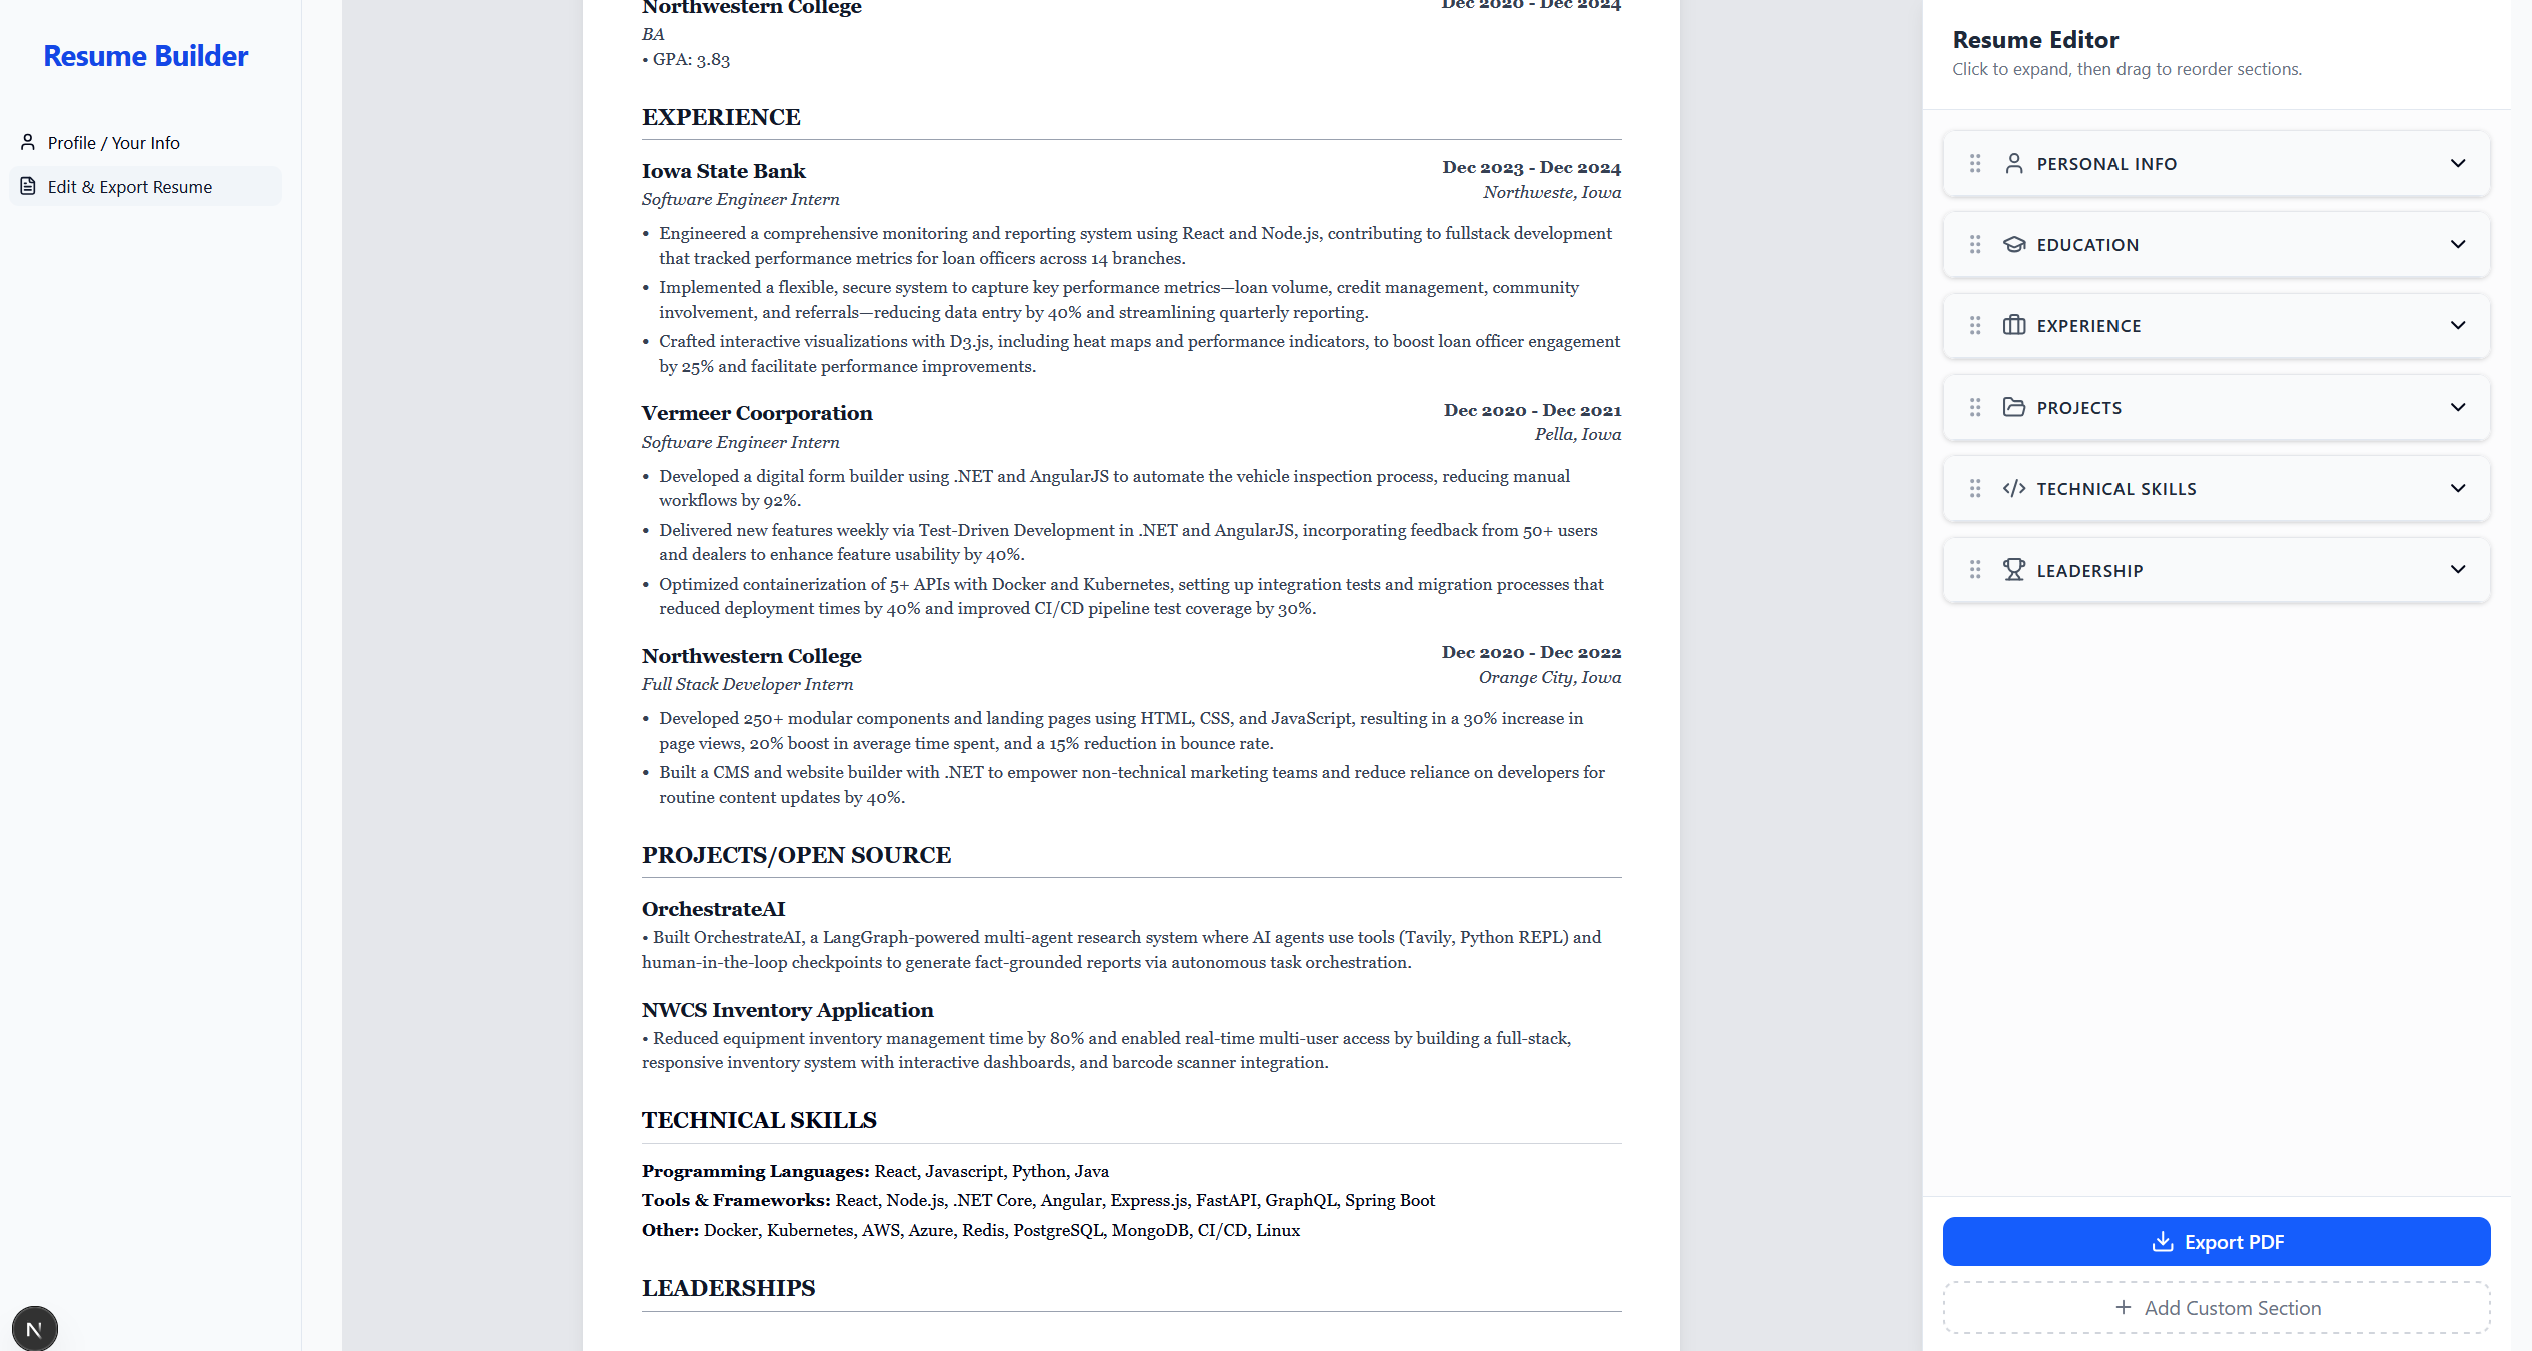 Resume Builder
Profile / Your Info
Edit & Export Resume
N
Northwestern College
Dec 2020 - Dec 2024
BA
• GPA: 3.83
EXPERIENCE
Iowa State Bank
Dec 2023 - Dec 2024
Software Engineer Intern
Northweste, Iowa
• Engineered a comprehensive monitoring and reporting system using React and Node.js, contributing to fullstack development
that tracked performance metrics for loan officers across 14 branches.
• Implemented a flexible, secure system to capture key performance metrics—loan volume, credit management, community
involvement, and referrals—reducing data entry by 40% and streamlining quarterly reporting.
• Crafted interactive visualizations with D3.js, including heat maps and performance indicators, to boost loan officer engagement
by 25% and facilitate performance improvements.
Vermeer Coorporation
Dec 2020 - Dec 2021
Software Engineer Intern
Pella, Iowa
• Developed a digital form builder using .NET and AngularJS to automate the vehicle inspection process, reducing manual
workflows by 92%.
• Delivered new features weekly via Test-Driven Development in .NET and AngularJS, incorporating feedback from 50+ users
and dealers to enhance feature usability by 40%.
• Optimized containerization of 5+ APIs with Docker and Kubernetes, setting up integration tests and migration processes that
reduced deployment times by 40% and improved CI/CD pipeline test coverage by 30%.
Northwestern College
Dec 2020 - Dec 2022
Full Stack Developer Intern
Orange City, Iowa
• Developed 250+ modular components and landing pages using HTML, CSS, and JavaScript, resulting in a 30% increase in
page views, 20% boost in average time spent, and a 15% reduction in bounce rate.
• Built a CMS and website builder with .NET to empower non-technical marketing teams and reduce reliance on developers for
routine content updates by 40%.
PROJECTS/OPEN SOURCE
OrchestrateAI
• Built OrchestrateAI, a LangGraph-powered multi-agent research system where AI agents use tools (Tavily, Python REPL) and
human-in-the-loop checkpoints to generate fact-grounded reports via autonomous task orchestration.
NWCS Inventory Application
• Reduced equipment inventory management time by 80% and enabled real-time multi-user access by building a full-stack,
responsive inventory system with interactive dashboards, and barcode scanner integration.
TECHNICAL SKILLS
Programming Languages: React, Javascript, Python, Java
Tools & Frameworks: React, Node.js, .NET Core, Angular, Express.js, FastAPI, GraphQL, Spring Boot
Other: Docker, Kubernetes, AWS, Azure, Redis, PostgreSQL, MongoDB, CI/CD, Linux
LEADERSHIPS
Resume Editor
Click to expand, then drag to reorder sections.
PERSONAL INFO
EDUCATION
EXPERIENCE
PROJECTS
TECHNICAL SKILLS
LEADERSHIP
Export PDF
+ Add Custom Section